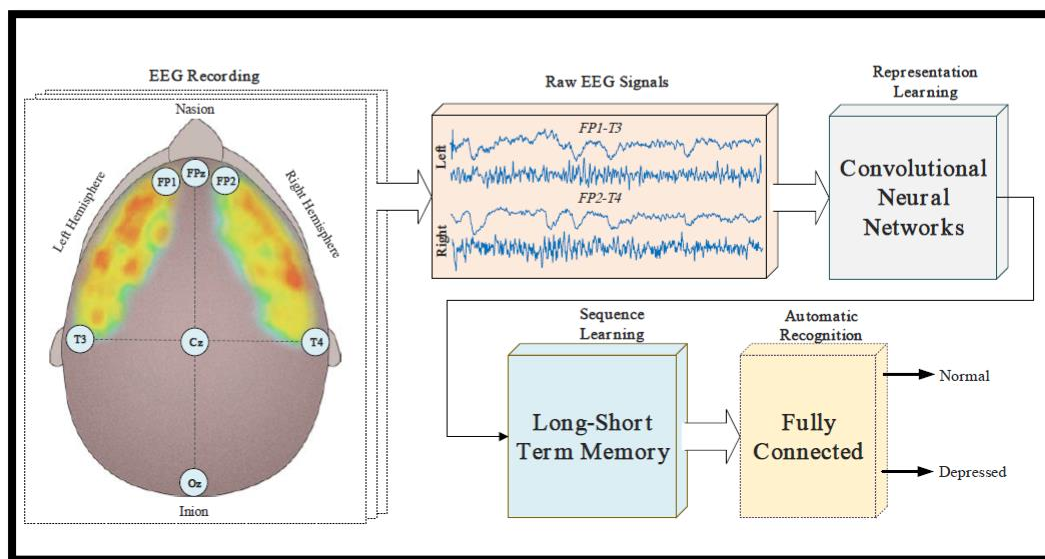 EEG Recording
Nasion
FPz
FP1
FP2
Left Hemisphere
Right Hemisphere
T3
Cz
T4
Oz
Inion
Raw EEG Signals
FP1-T3
Left
FP2-T4
Right
Representation
Learning
Convolutional
Neural
Networks
Sequence
Learning
Long-Short
Term Memory
Automatic
Recognition
Fully
Connected
Normal
Depressed